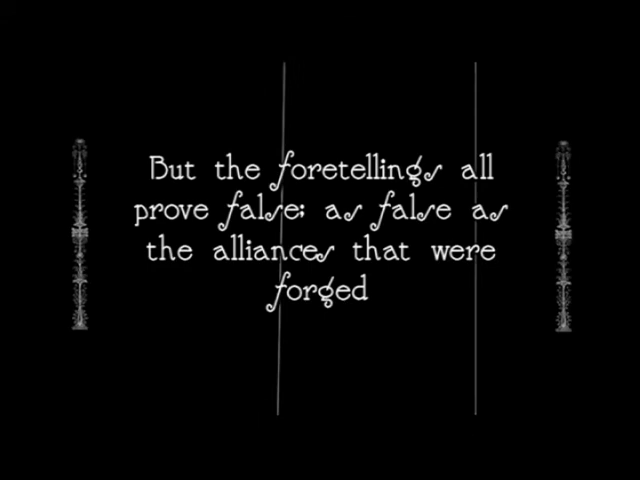 But the foretellings all
prove false; as false as
the alliances that were
forged